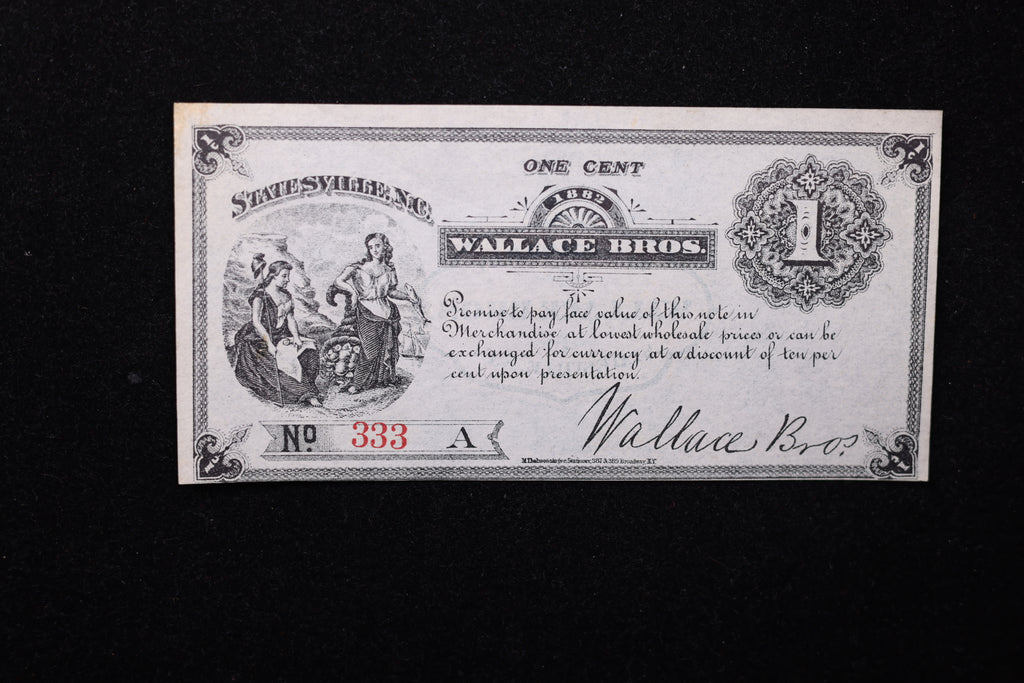 ONE CENT
STATESVILLE, N.C.
1882
WALLACE BROS.
1
Promise to pay face value of this note in
Merchandise at lowest wholesale prices or can be
exchanged for currency at a discount of ten per
cent upon presentation.
No. 333 A
Wallace Bros.
Broadway, N.Y.